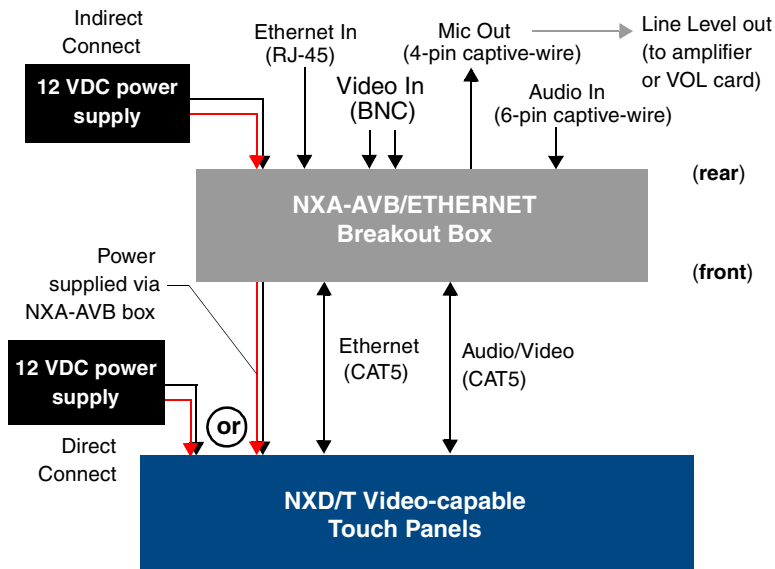 Indirect
Connect
12 VDC power
supply
Ethernet In
(RJ-45)
Video In
(BNC)
Mic Out
(4-pin captive-wire)
Line Level out
(to amplifier
or VOL card)
Audio In
(6-pin captive-wire)
(rear)
NXA-AVB/ETHERNET
Breakout Box
(front)
Power
supplied via
NXA-AVB box
Ethernet
(CAT5)
Audio/Video
(CAT5)
12 VDC power
supply
or
Direct
Connect
NXD/T Video-capable
Touch Panels